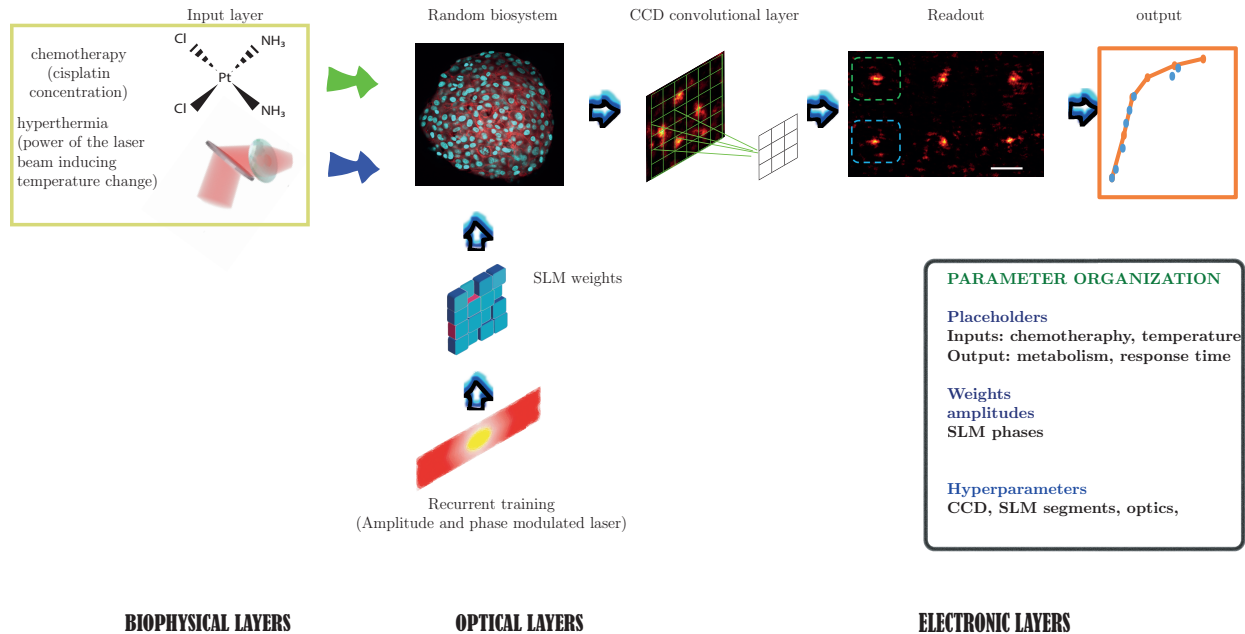 Input layer
Random biosystem
CCD convolutional layer
Readout
output
chemotherapy
(cisplatin
concentration)
Cl
NH3
Pt
Cl
NH3
hyperthermia
(power of the laser
beam inducing
temperature change)
SLM weights
Recurrent training
(Amplitude and phase modulated laser)
PARAMETER ORGANIZATION
Placeholders
Inputs: chemotheraphy, temperature
Output: metabolism, response time
Weights
amplitudes
SLM phases
Hyperparameters
CCD, SLM segments, optics,
BIOPHYSICAL LAYERS
OPTICAL LAYERS
ELECTRONIC LAYERS